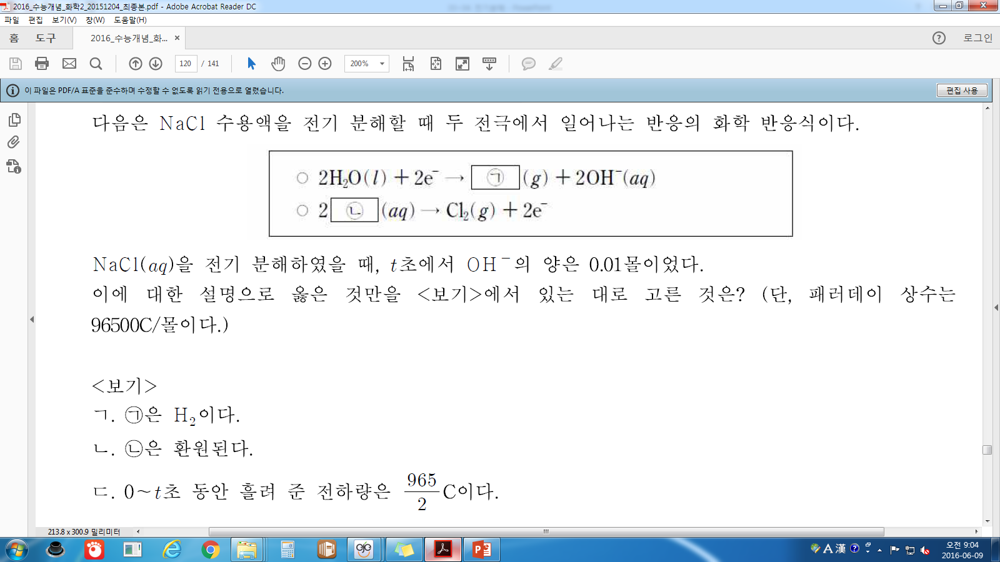 2016_수능개념_화학2_20151204_최종본.pdf - Adobe Acrobat Reader DC
파일 편집 보기(V) 창(W) 도움말(H)
홈 도구 2016_수능개념_화... × 로그인
120 / 141 200%
이 파일은 PDF/A 표준을 준수하며 수정할 수 없도록 읽기 전용으로 열렸습니다. 편집 사용
다음은 NaCl 수용액을 전기 분해할 때 두 전극에서 일어나는 반응의 화학 반응식이다.
○ 2H₂O(l) + 2e⁻ → ㉠ (g) + 2OH⁻(aq)
○ 2 ㉡ (aq) → Cl₂(g) + 2e⁻
NaCl(aq)을 전기 분해하였을 때, t초에서 OH⁻의 양은 0.01몰이었다.
이에 대한 설명으로 옳은 것만을 <보기>에서 있는 대로 고른 것은? (단, 패러데이 상수는
96500C/몰이다.)
<보기>
ㄱ. ㉠은 H₂이다.
ㄴ. ㉡은 환원된다.
ㄷ. 0~t초 동안 흘려 준 전하량은 965/2 C이다.
213.8 x 300.9 밀리미터
A 漢 오전 9:04
2016-06-09